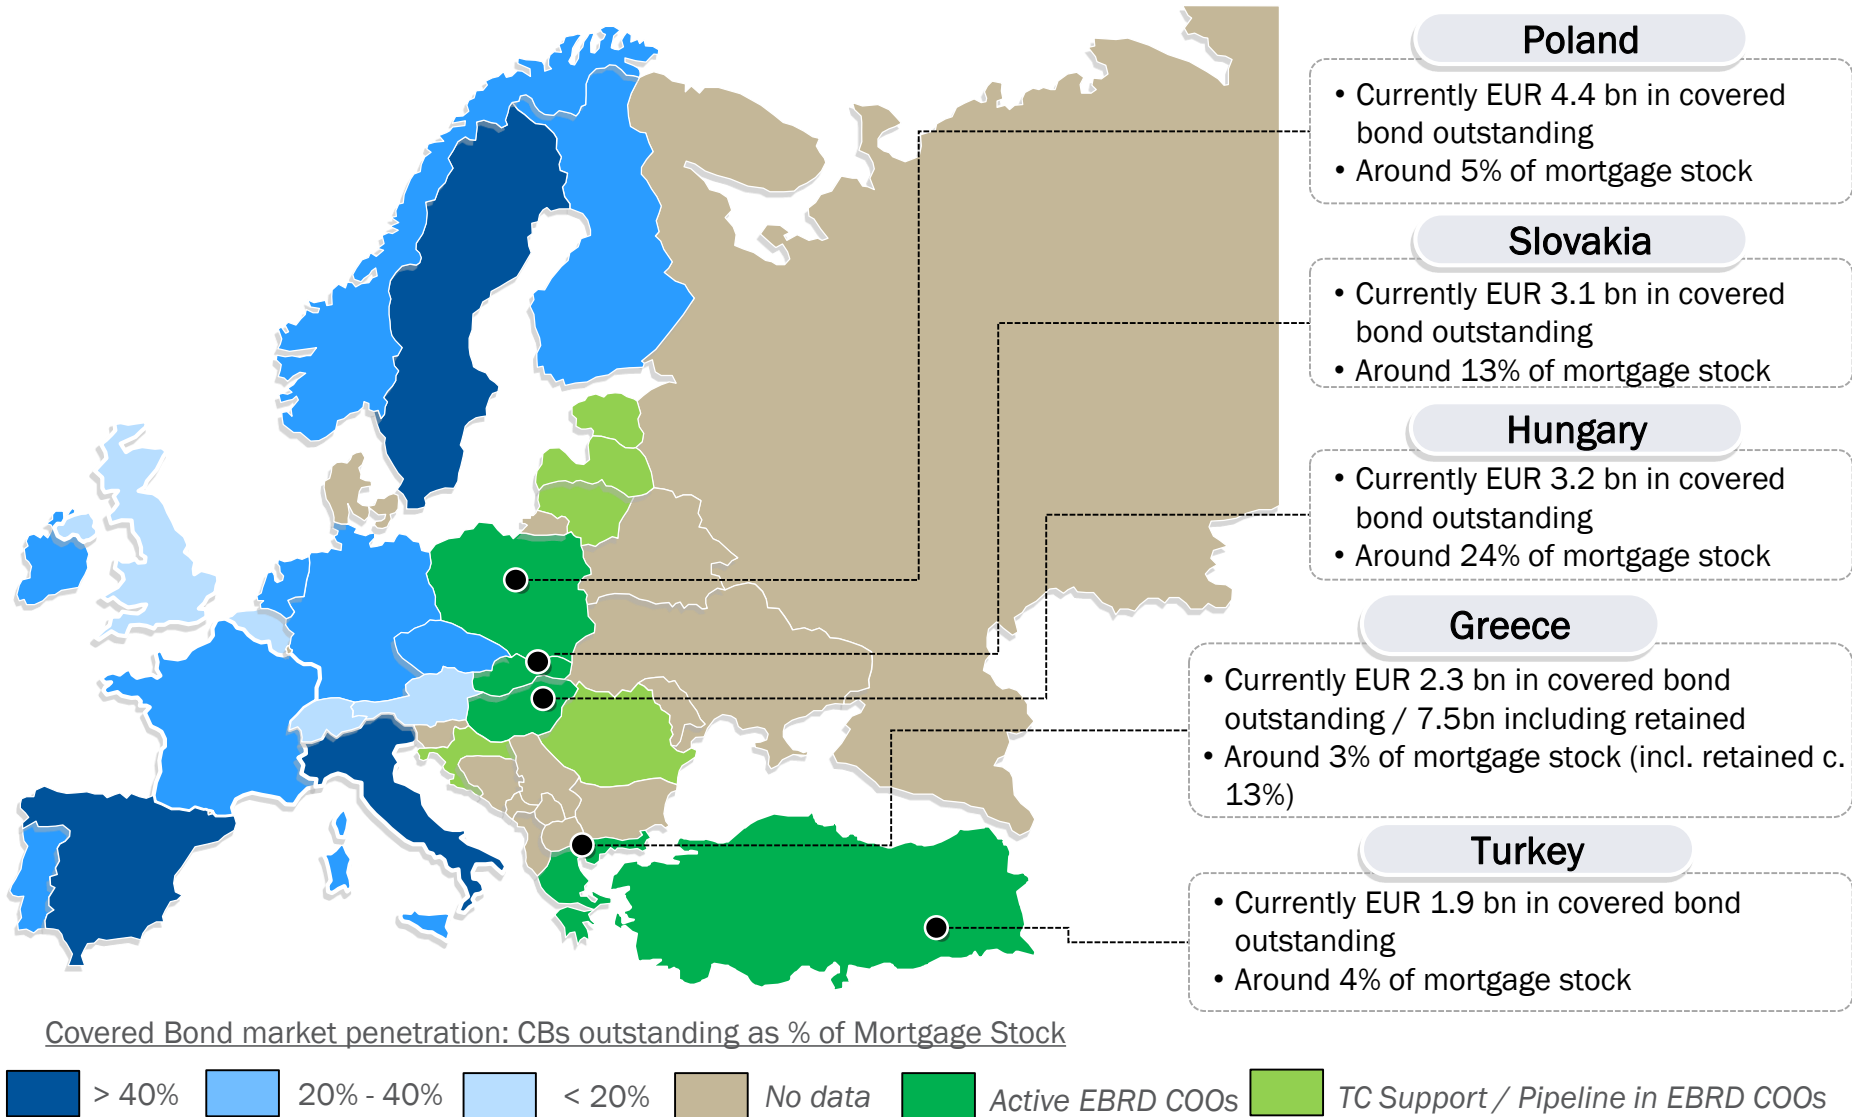 Poland
• Currently EUR 4.4 bn in covered
bond outstanding
• Around 5% of mortgage stock
Slovakia
• Currently EUR 3.1 bn in covered
bond outstanding
• Around 13% of mortgage stock
Hungary
• Currently EUR 3.2 bn in covered
bond outstanding
• Around 24% of mortgage stock
Greece
• Currently EUR 2.3 bn in covered bond
outstanding / 7.5bn including retained
• Around 3% of mortgage stock (incl. retained c.
13%)
Turkey
• Currently EUR 1.9 bn in covered bond
outstanding
• Around 4% of mortgage stock
Covered Bond market penetration: CBs outstanding as % of Mortgage Stock
> 40%
20% - 40%
< 20%
No data
Active EBRD COOs
TC Support / Pipeline in EBRD COOs